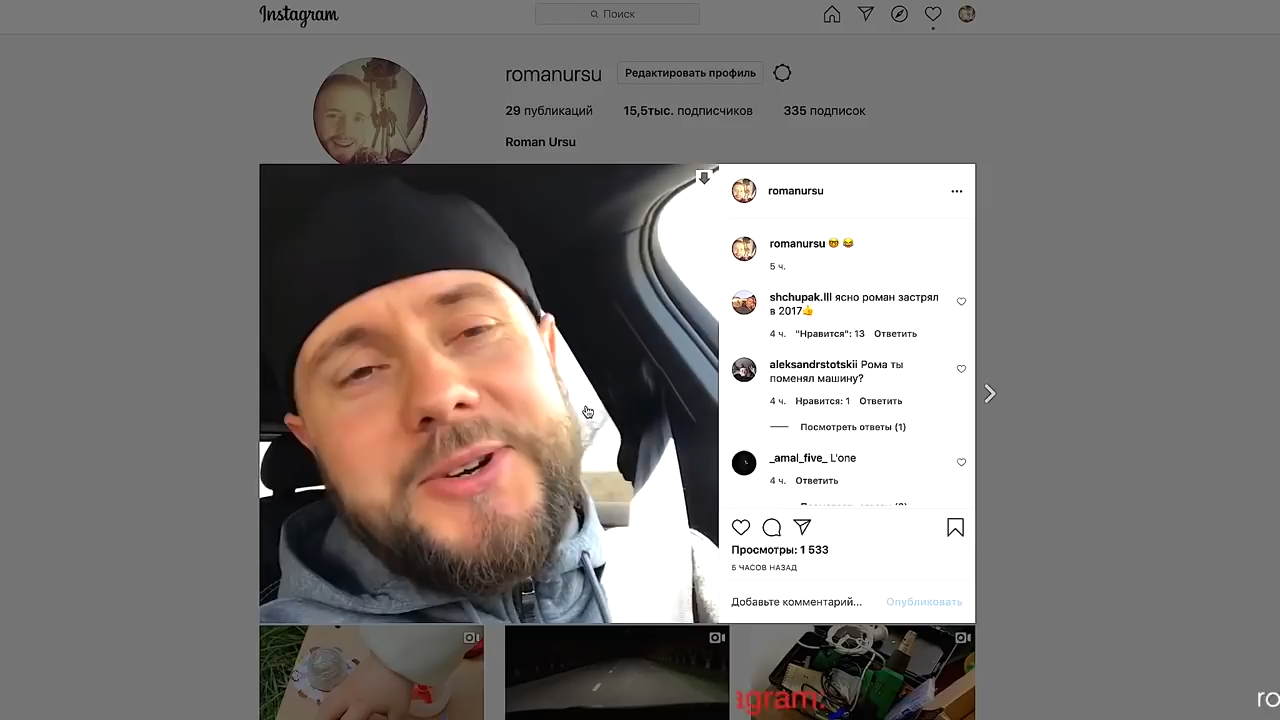 Instagram
Поиск
romanursu
Редактировать профиль
29 публикаций 15,5тыс. подписчиков 335 подписок
Roman Ursu
romanursu
romanursu 🤓 😂
5 ч.
shchupak.lll ясно роман застрял
в 2017👍
4 ч. "Нравится": 13 Ответить
aleksandrstotskii Рома ты
поменял машину?
4 ч. Нравится: 1 Ответить
Посмотреть ответы (1)
_amal_five_ L'one
4 ч. Ответить
Просмотры: 1 533
5 ЧАСОВ НАЗАД
Добавьте комментарий... Опубликовать
agram.
ro